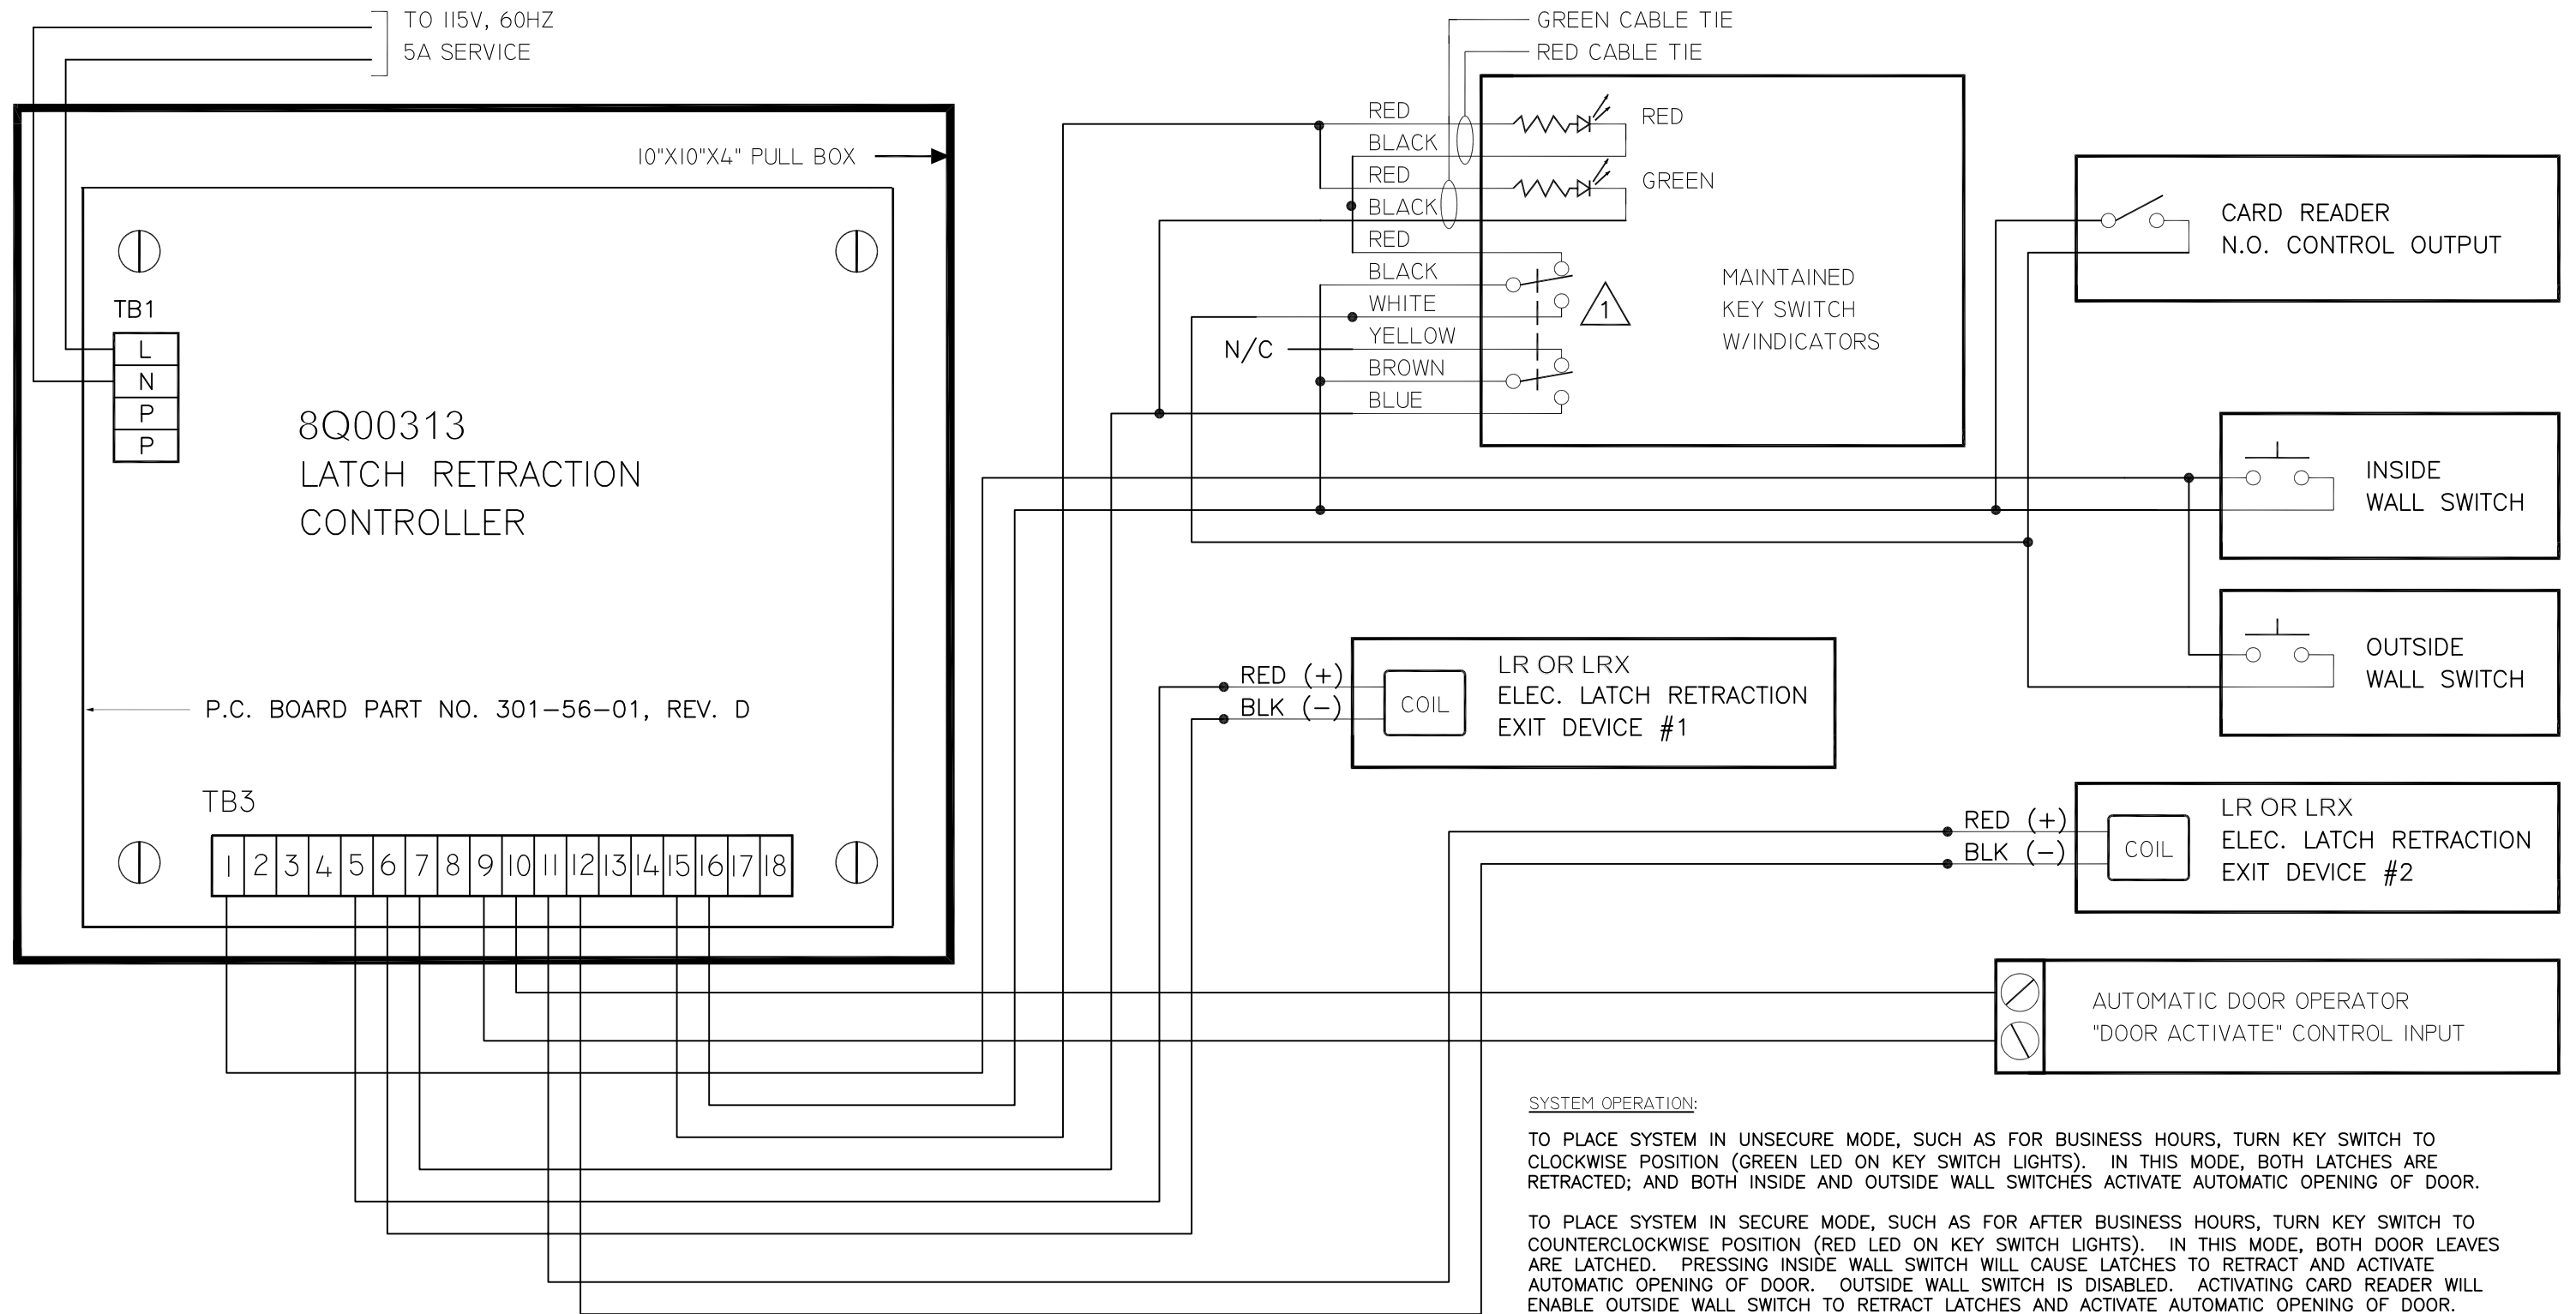 TO 115V, 60HZ
5A SERVICE
GREEN CABLE TIE
RED CABLE TIE
10"X10"X4" PULL BOX
RED
BLACK
RED
BLACK
RED
BLACK
WHITE
YELLOW
BROWN
BLUE
N/C
RED
GREEN
1
MAINTAINED
KEY SWITCH
W/INDICATORS
CARD READER
N.O. CONTROL OUTPUT
TB1
L
N
P
P
8Q00313
LATCH RETRACTION
CONTROLLER
INSIDE
WALL SWITCH
OUTSIDE
WALL SWITCH
P.C. BOARD PART NO. 301-56-01, REV. D
RED (+)
BLK (-)
COIL
LR OR LRX
ELEC. LATCH RETRACTION
EXIT DEVICE #1
TB3
1 2 3 4 5 6 7 8 9 10 11 12 13 14 15 16 17 18
RED (+)
BLK (-)
COIL
LR OR LRX
ELEC. LATCH RETRACTION
EXIT DEVICE #2
AUTOMATIC DOOR OPERATOR
"DOOR ACTIVATE" CONTROL INPUT
SYSTEM OPERATION:
TO PLACE SYSTEM IN UNSECURE MODE, SUCH AS FOR BUSINESS HOURS, TURN KEY SWITCH TO
CLOCKWISE POSITION (GREEN LED ON KEY SWITCH LIGHTS). IN THIS MODE, BOTH LATCHES ARE
RETRACTED; AND BOTH INSIDE AND OUTSIDE WALL SWITCHES ACTIVATE AUTOMATIC OPENING OF DOOR.
TO PLACE SYSTEM IN SECURE MODE, SUCH AS FOR AFTER BUSINESS HOURS, TURN KEY SWITCH TO
COUNTERCLOCKWISE POSITION (RED LED ON KEY SWITCH LIGHTS). IN THIS MODE, BOTH DOOR LEAVES
ARE LATCHED. PRESSING INSIDE WALL SWITCH WILL CAUSE LATCHES TO RETRACT AND ACTIVATE
AUTOMATIC OPENING OF DOOR. OUTSIDE WALL SWITCH IS DISABLED. ACTIVATING CARD READER WILL
ENABLE OUTSIDE WALL SWITCH TO RETRACT LATCHES AND ACTIVATE AUTOMATIC OPENING OF DOOR.